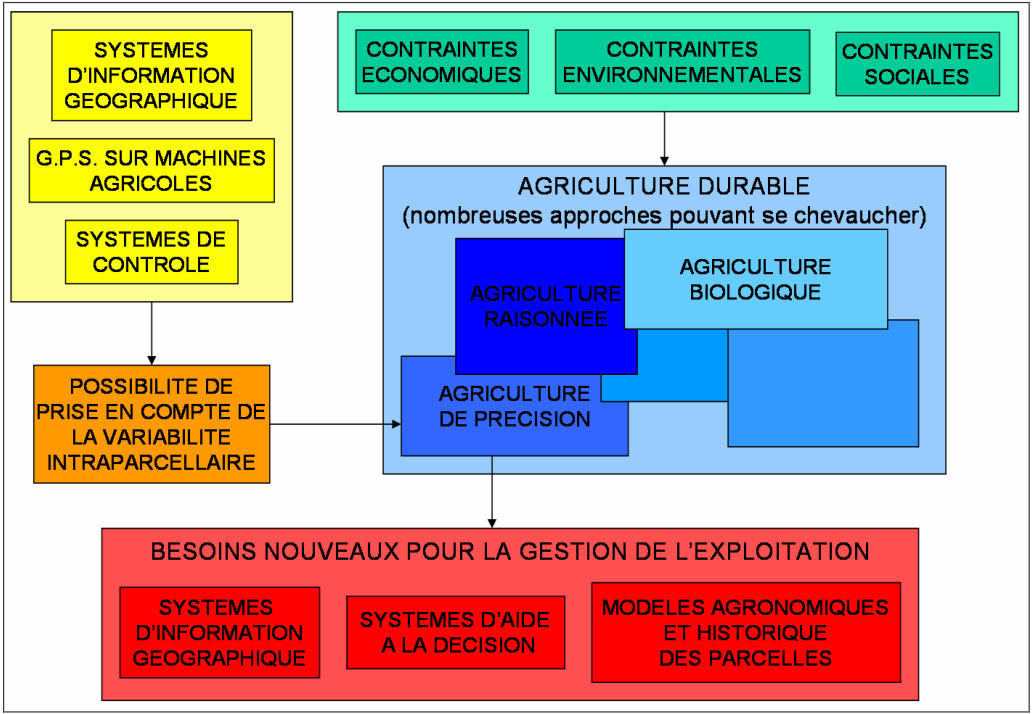 SYSTEMES
D'INFORMATION
GEOGRAPHIQUE
G.P.S. SUR MACHINES
AGRICOLES
SYSTEMES DE
CONTROLE
CONTRAINTES
ECONOMIQUES
CONTRAINTES
ENVIRONNEMENTALES
CONTRAINTES
SOCIALES
AGRICULTURE DURABLE
(nombreuses approches pouvant se chevaucher)
AGRICULTURE
RAISONNEE
AGRICULTURE
BIOLOGIQUE
AGRICULTURE
DE PRECISION
POSSIBILITE DE
PRISE EN COMPTE DE
LA VARIABILITE
INTRAPARCELLAIRE
BESOINS NOUVEAUX POUR LA GESTION DE L'EXPLOITATION
SYSTEMES
D'INFORMATION
GEOGRAPHIQUE
SYSTEMES D'AIDE
A LA DECISION
MODELES AGRONOMIQUES
ET HISTORIQUE
DES PARCELLES